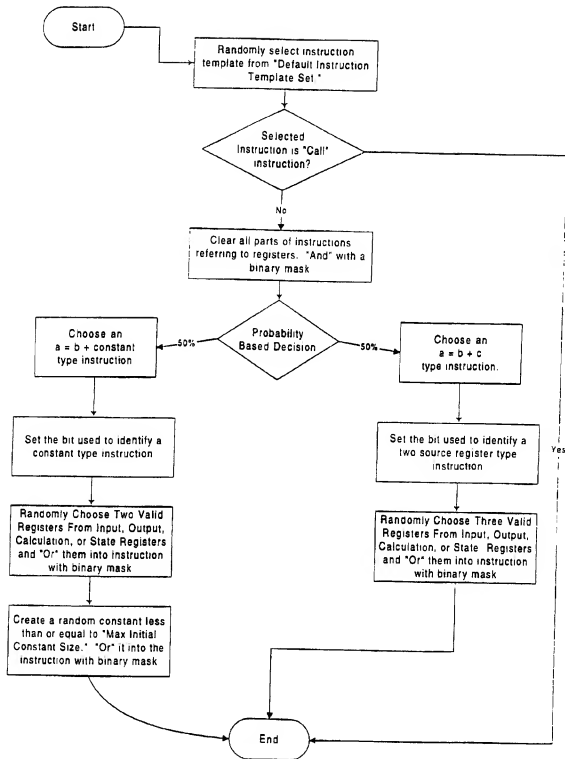 Start
Randomly select instruction
template from "Default Instruction
Template Set."
Selected
Instruction is "Call"
instruction?
No
Clear all parts of instructions
referring to registers. "And" with a
binary mask
Choose an
a = b + constant
type instruction
50%
Probability
Based Decision
50%
Choose an
a = b + c
type instruction.
Set the bit used to identify a
constant type instruction
Set the bit used to identify a
two source register type
instruction
Yes
Randomly Choose Two Valid
Registers From Input, Output,
Calculation, or State Registers
and "Or" them into instruction
with binary mask
Randomly Choose Three Valid
Registers From Input, Output,
Calculation, or State Registers
and "Or" them into instruction
with binary mask
Create a random constant less
than or equal to "Max Initial
Constant Size." "Or" it into the
instruction with binary mask
End